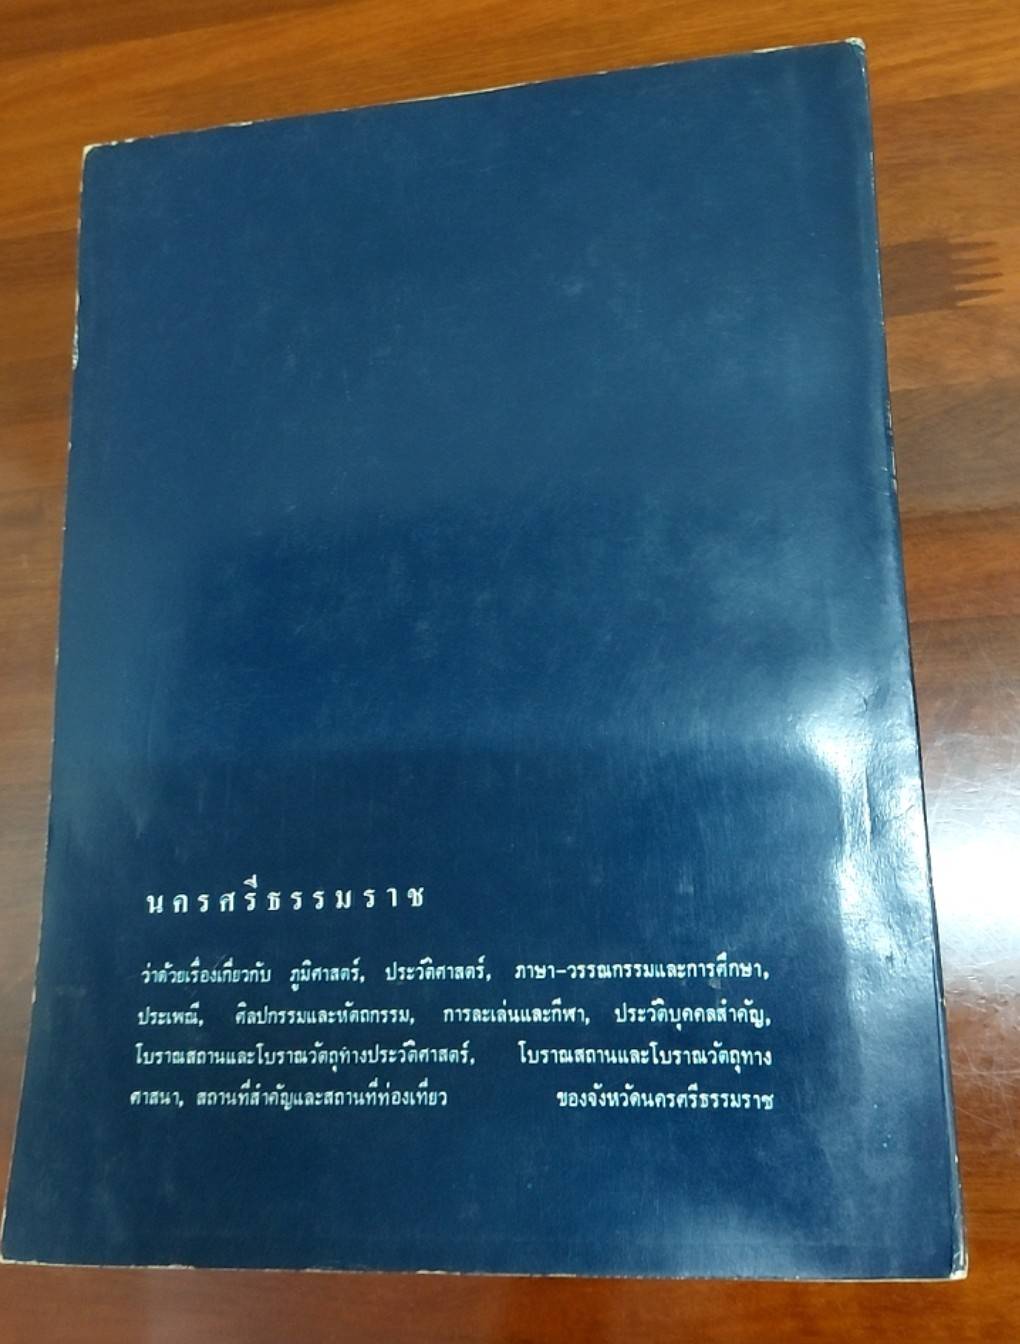 นครศรีธรรมราช
ว่าด้วยเรื่องเกี่ยวกับ ภูมิศาสตร์, ประวัติศาสตร์, ภาษา-วรรณกรรมและการศึกษา,
ประเพณี, ศิลปกรรมและหัตถกรรม, การละเล่นและกีฬา, ประวัติบุคคลสำคัญ,
โบราณสถานและโบราณวัตถุทางประวัติศาสตร์, โบราณสถานและโบราณวัตถุทาง
ศาสนา, สถานที่สำคัญและสถานที่ท่องเที่ยว ของจังหวัดนครศรีธรรมราช